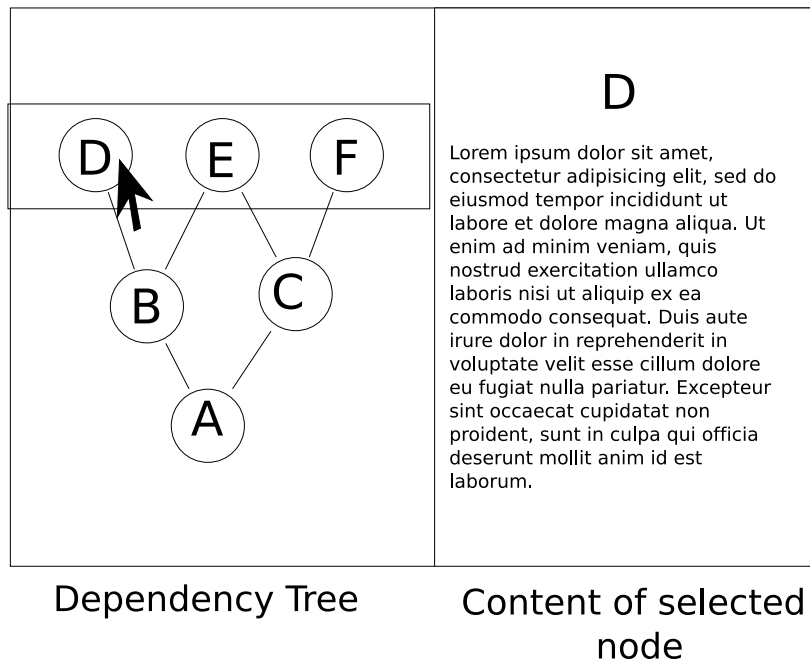 D
E
F
B
C
A
Dependency Tree
D
Lorem ipsum dolor sit amet,
consectetur adipisicing elit, sed do
eiusmod tempor incididunt ut
labore et dolore magna aliqua. Ut
enim ad minim veniam, quis
nostrud exercitation ullamco
laboris nisi ut aliquip ex ea
commodo consequat. Duis aute
irure dolor in reprehenderit in
voluptate velit esse cillum dolore
eu fugiat nulla pariatur. Excepteur
sint occaecat cupidatat non
proident, sunt in culpa qui officia
deserunt mollit anim id est
laborum.
Content of selected
node